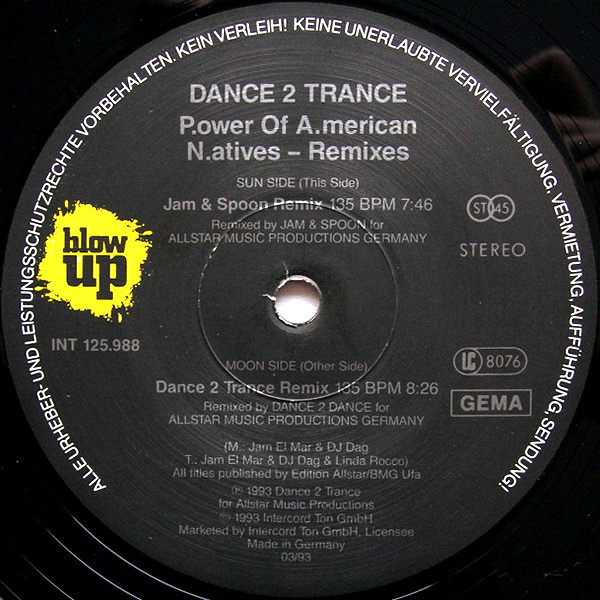 ALLE URHEBER- UND LEISTUNGSSCHUTZRECHTE VORBEHALTEN. KEIN VERLEIH! KEINE UNERLAUBTE VERVIELFÄLTIGUNG, VERMIETUNG, AUFFÜHRUNG, SENDUNG!
DANCE 2 TRANCE
P.ower Of A.merican
N.atives – Remixes
SUN SIDE (This Side)
Jam & Spoon Remix 135 BPM 7:46
Remixed by JAM & SPOON for
ALLSTAR MUSIC PRODUCTIONS GERMANY
ST 45
STEREO
blow
up
INT 125.988
MOON SIDE (Other Side)
Dance 2 Trance Remix 135 BPM 8:26
Remixed by DANCE 2 DANCE for
ALLSTAR MUSIC PRODUCTIONS GERMANY
LC 8076
GEMA
(M.: Jam El Mar & DJ Dag
T.: Jam El Mar & DJ Dag & Linda Rocco)
All titles published by Edition Allstar/BMG Ufa
℗ 1993 Dance 2 Trance
for Allstar Music Productions
© 1993 Intercord Ton GmbH
Marketed by Intercord Ton GmbH, Licensee
Made in Germany
03/93